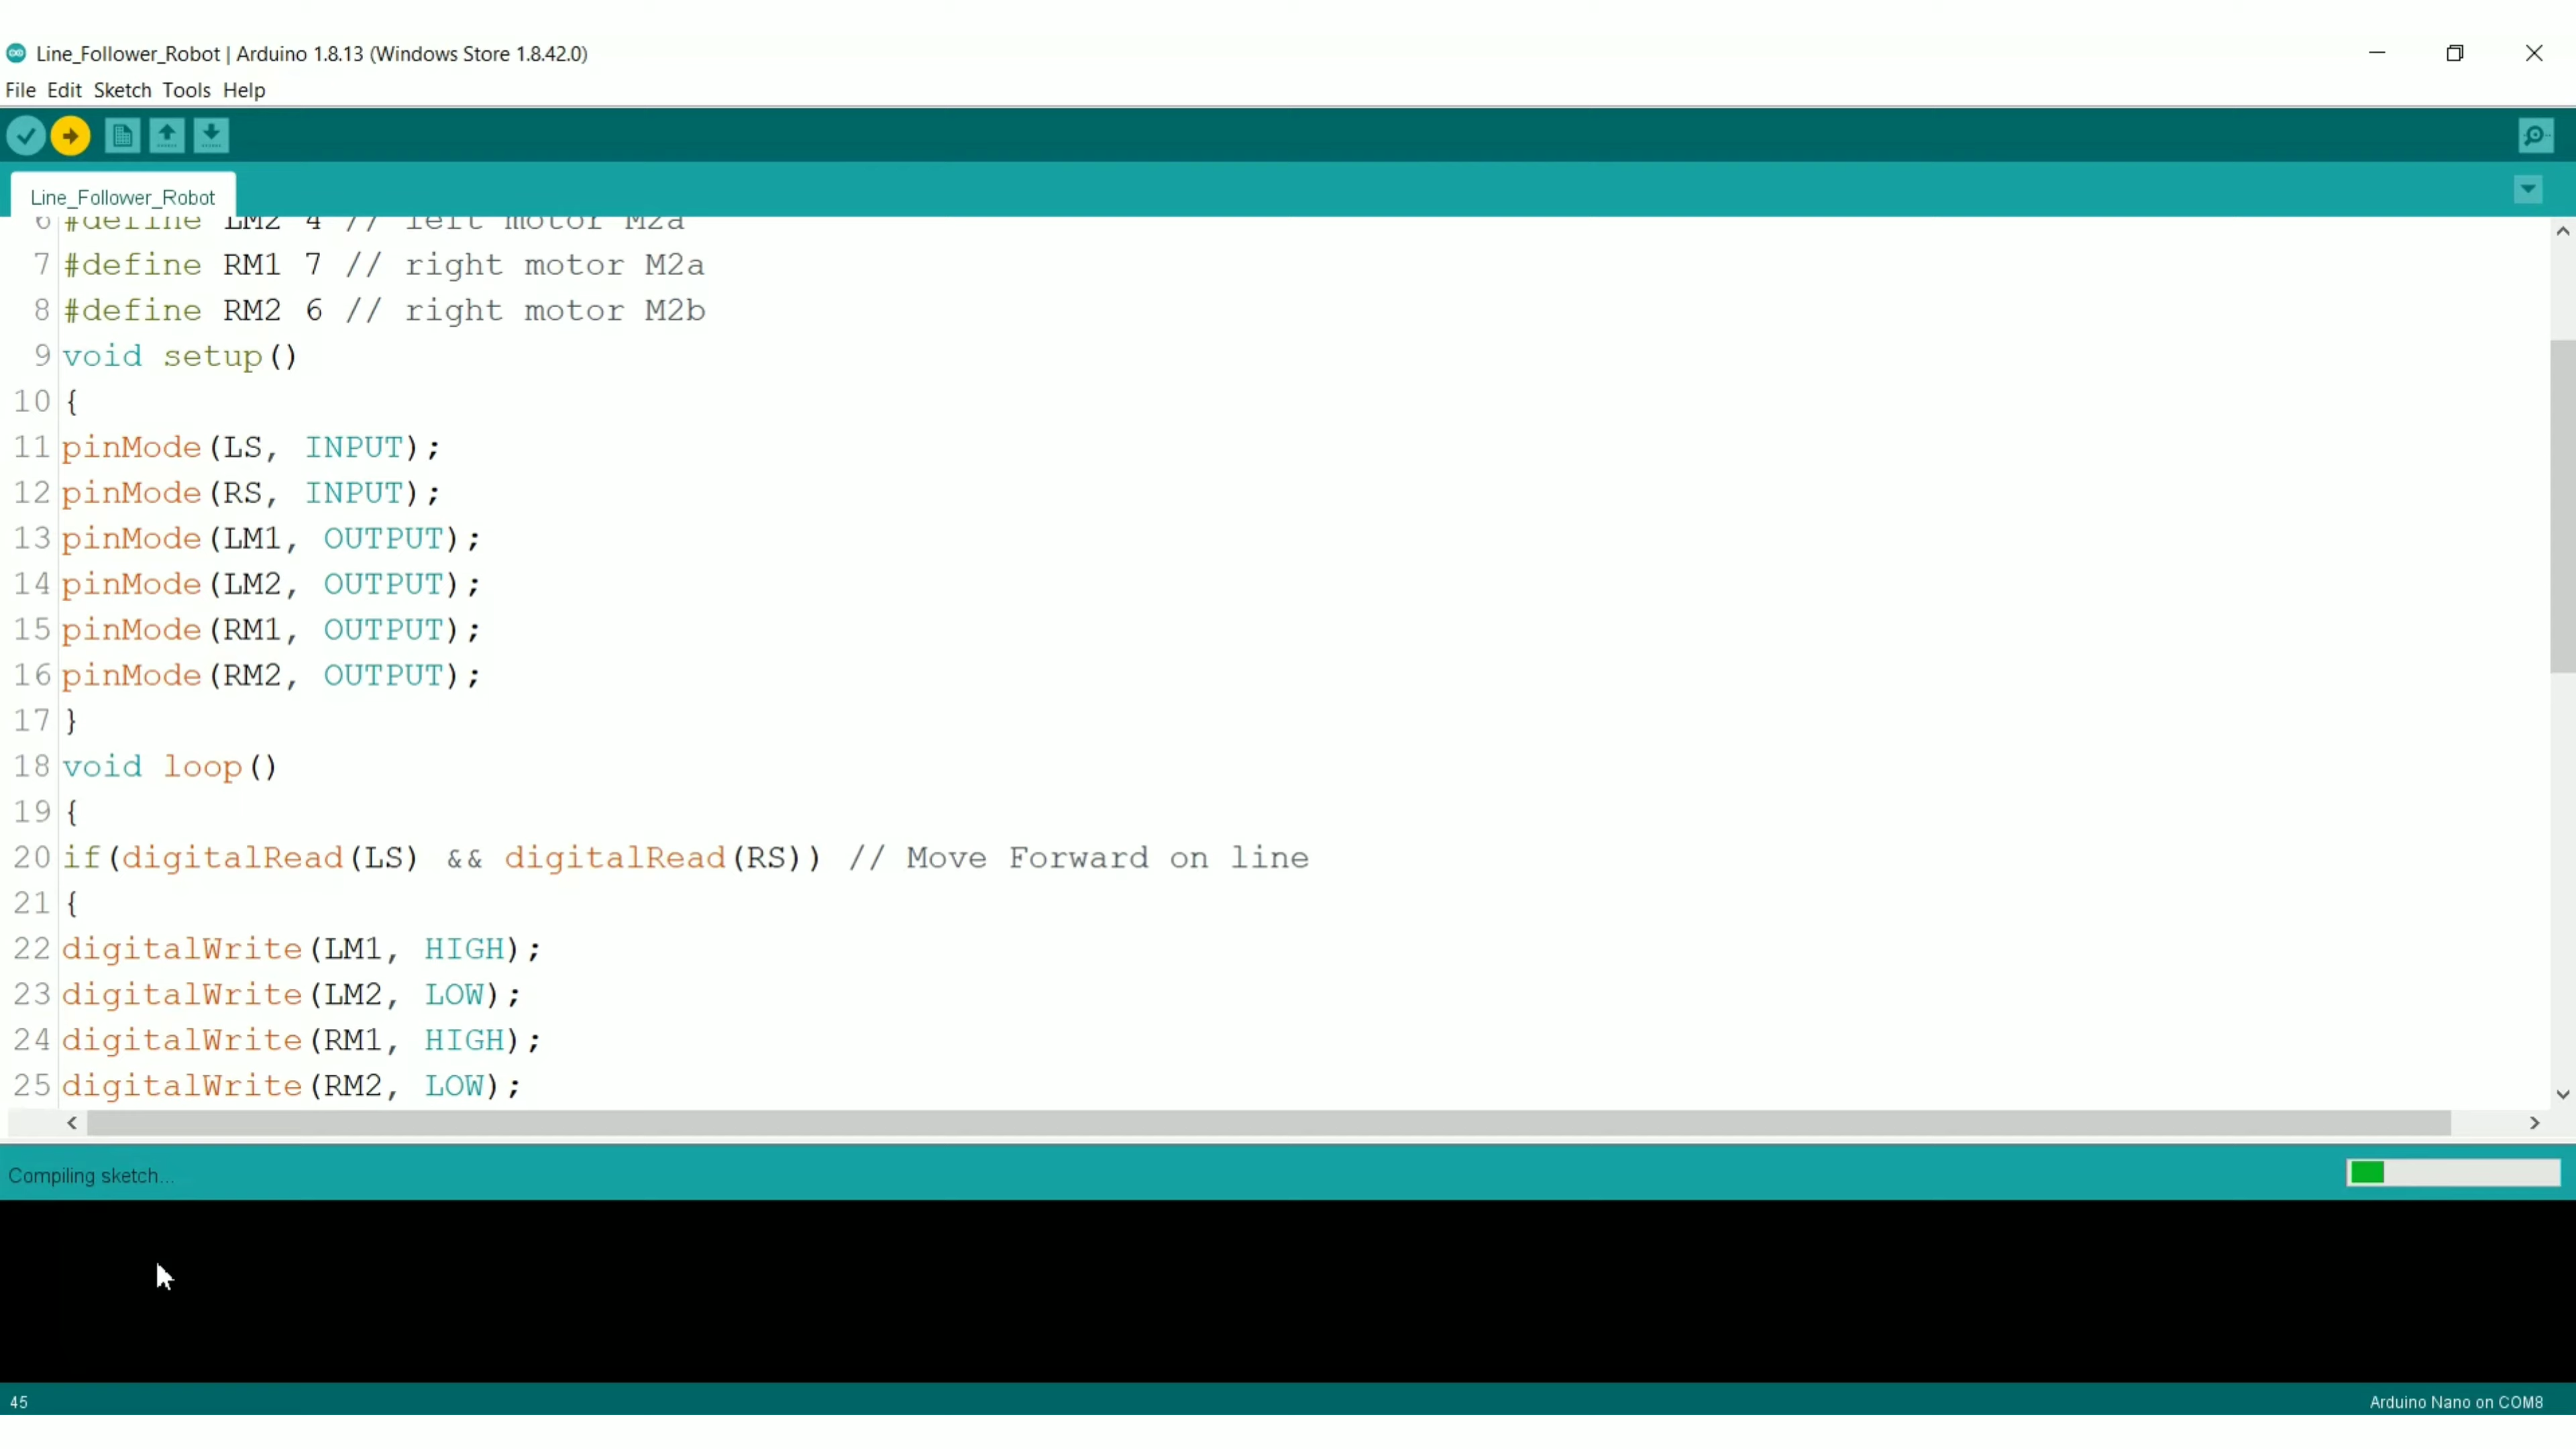 Line_Follower_Robot | Arduino 1.8.13 (Windows Store 1.8.42.0)
File Edit Sketch Tools Help
Line_Follower_Robot
6 #define LM2 4 // left motor M2a
7 #define RM1 7 // right motor M2a
8 #define RM2 6 // right motor M2b
9 void setup()
10 {
11 pinMode(LS, INPUT);
12 pinMode(RS, INPUT);
13 pinMode(LM1, OUTPUT);
14 pinMode(LM2, OUTPUT);
15 pinMode(RM1, OUTPUT);
16 pinMode(RM2, OUTPUT);
17 }
18 void loop()
19 {
20 if(digitalRead(LS) && digitalRead(RS)) // Move Forward on line
21 {
22 digitalWrite(LM1, HIGH);
23 digitalWrite(LM2, LOW);
24 digitalWrite(RM1, HIGH);
25 digitalWrite(RM2, LOW);
Compiling sketch...
45
Arduino Nano on COM8